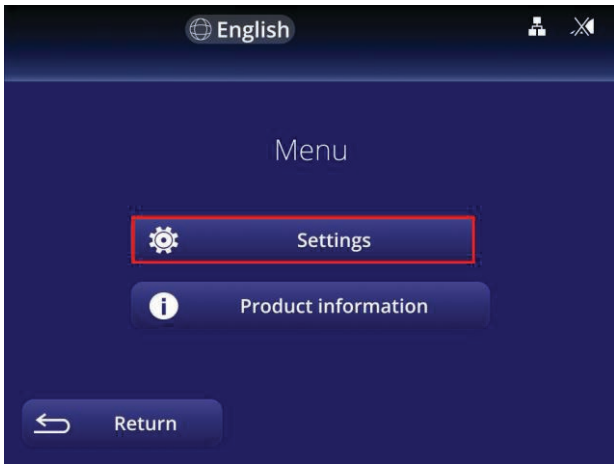 English
Menu
Settings
Product information
Return